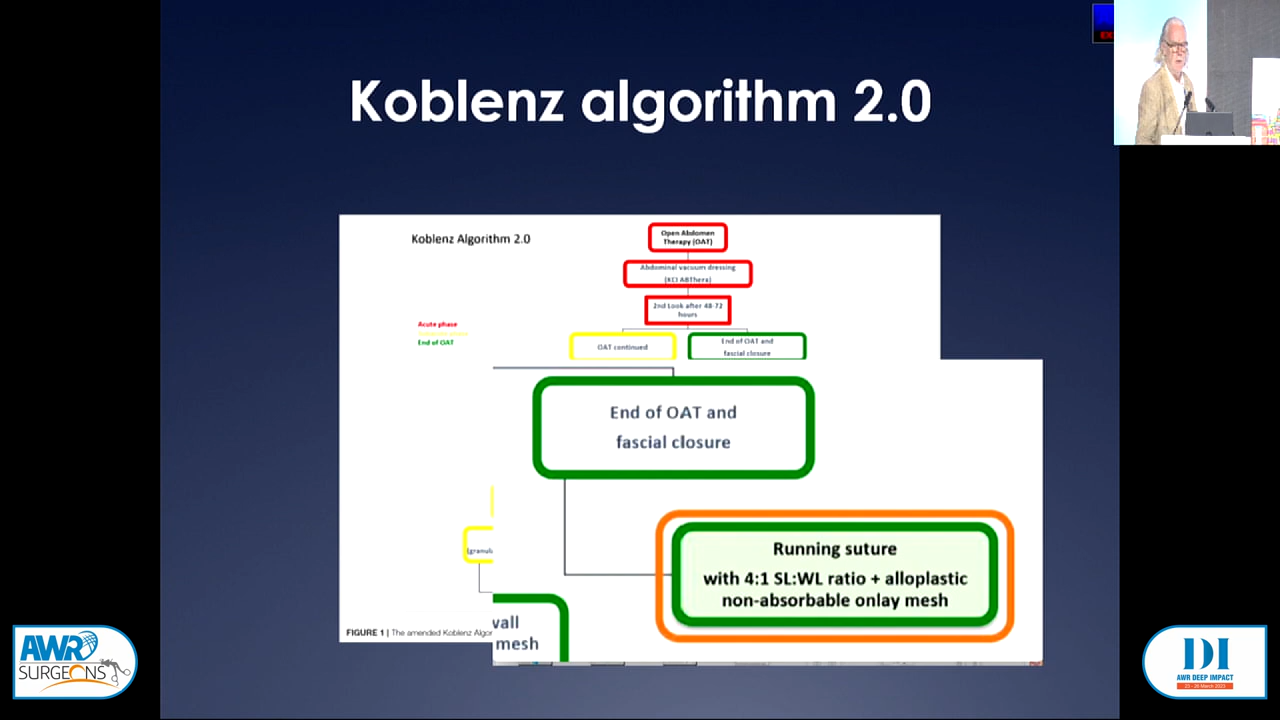 Koblenz algorithm 2.0
Koblenz Algorithm 2.0
Open Abdomen
Therapy (OAT)
Abdominal vacuum dressing
(KCI ABThera)
2nd Look after 48-72
hours
Acute phase
End of OAT
OAT continued
End of OAT and
fascial closure
End of OAT and
fascial closure
Running suture
with 4:1 SL:WL ratio + alloplastic
non-absorbable onlay mesh
vall
mesh
FIGURE 1 | The amended Koblenz Algor
AWR
SURGEONS
DI
AWR DEEP IMPACT